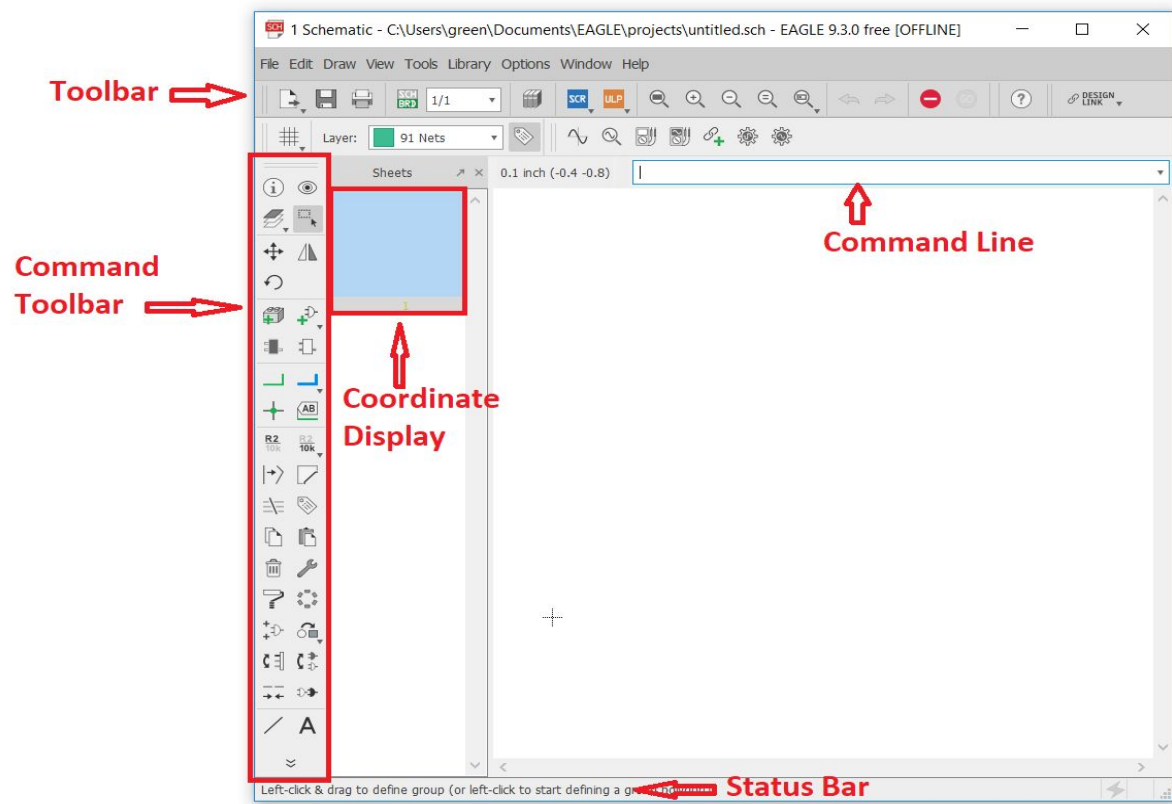 1 Schematic - C:\Users\green\Documents\EAGLE\projects\untitled.sch - EAGLE 9.3.0 free [OFFLINE]
File Edit Draw View Tools Library Options Window Help
Toolbar
SCH BRD 1/1 SCR ULP ? DESIGN LINK
Layer: 91 Nets
Sheets 0.1 inch (-0.4 -0.8)
Command Line
Command
Toolbar
1
Coordinate
Display
AB
R2 R2
10k 10k
A
Left-click & drag to define group (or left-click to start defining a
Status Bar